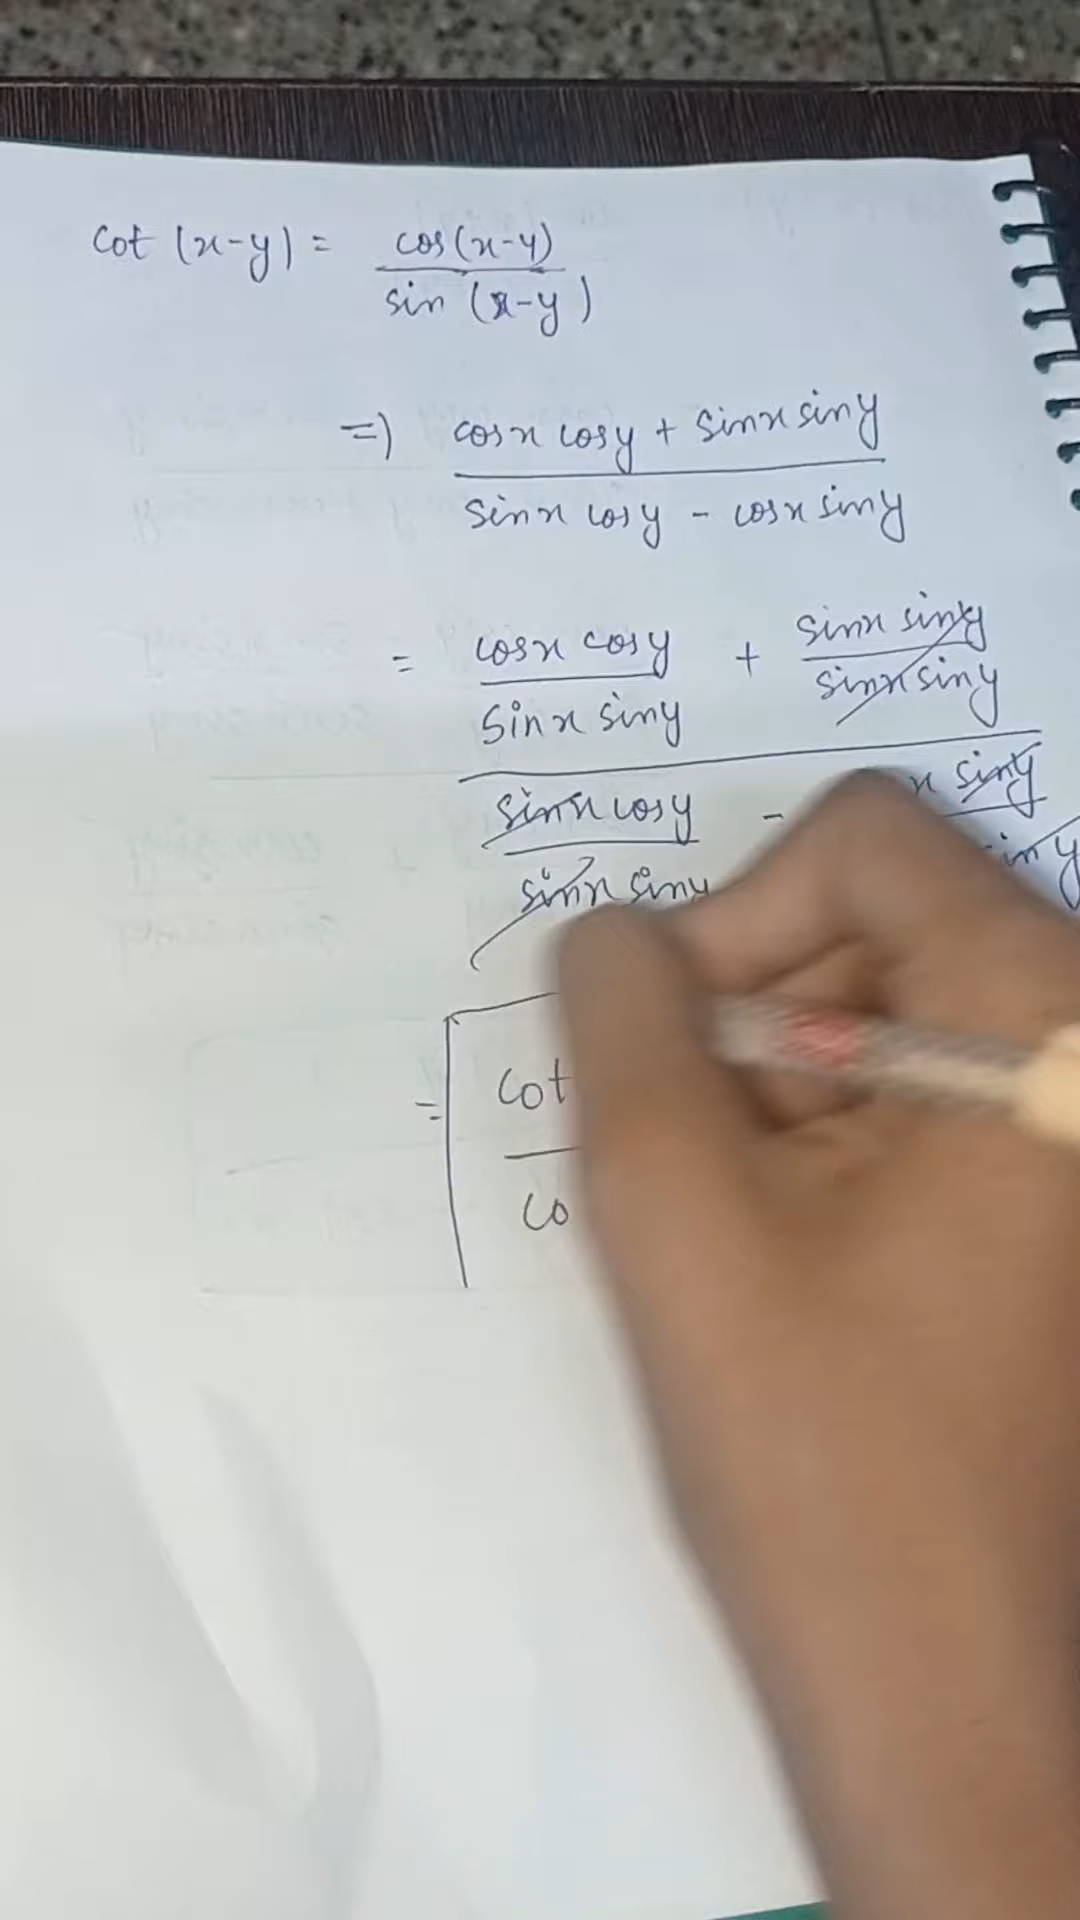 cot (x-y) = cos(x-y)
sin (x-y)
=) cosx cosy + sinx siny
sinx cosy - cosx siny
= cosx cosy + sinx siny
sinx siny sinx siny
sinx cosy - x siny
sinx siny
= cot